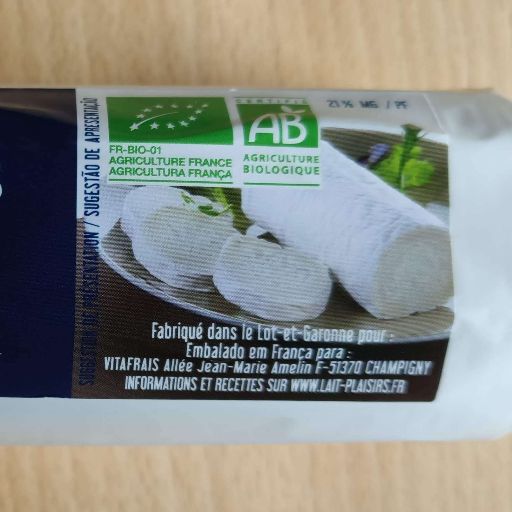 21% MG / PF
CERTIFIÉ
AB
AGRICULTURE
BIOLOGIQUE
FR-BIO-01
AGRICULTURE FRANCE
AGRICULTURA FRANÇA
SUGGESTION DE PRÉSENTATION / SUGESTÃO DE APRESENTAÇÃO
Fabriqué dans le Lot-et-Garonne pour :
Embalado em França para :
VITAFRAIS Allée Jean-Marie Amelin F-51370 CHAMPIGNY
INFORMATIONS ET RECETTES SUR WWW.LAIT-PLAISIRS.FR